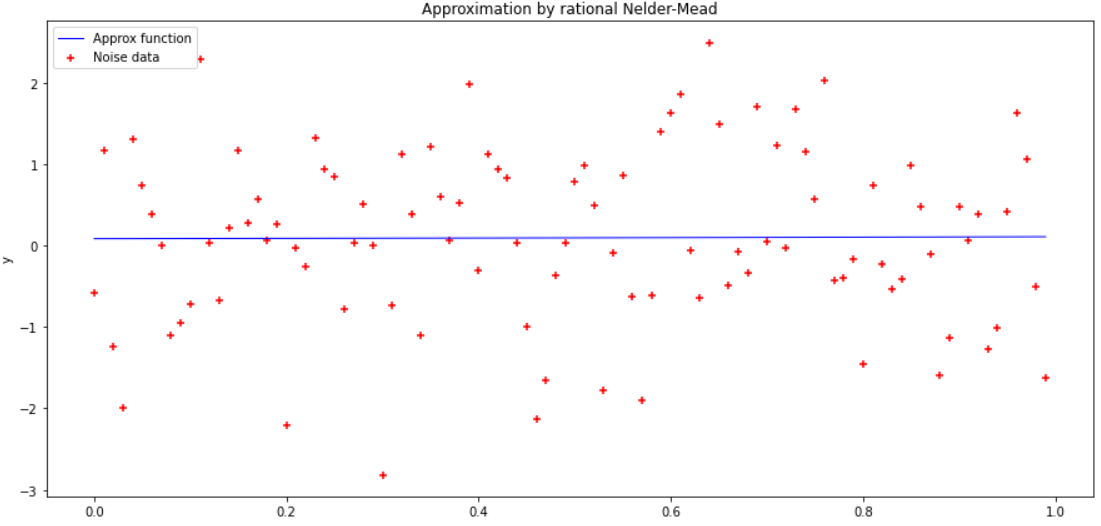 Approximation by rational Nelder-Mead
Approx function
Noise data
y
2
1
0
−1
−2
−3
0.0 0.2 0.4 0.6 0.8 1.0